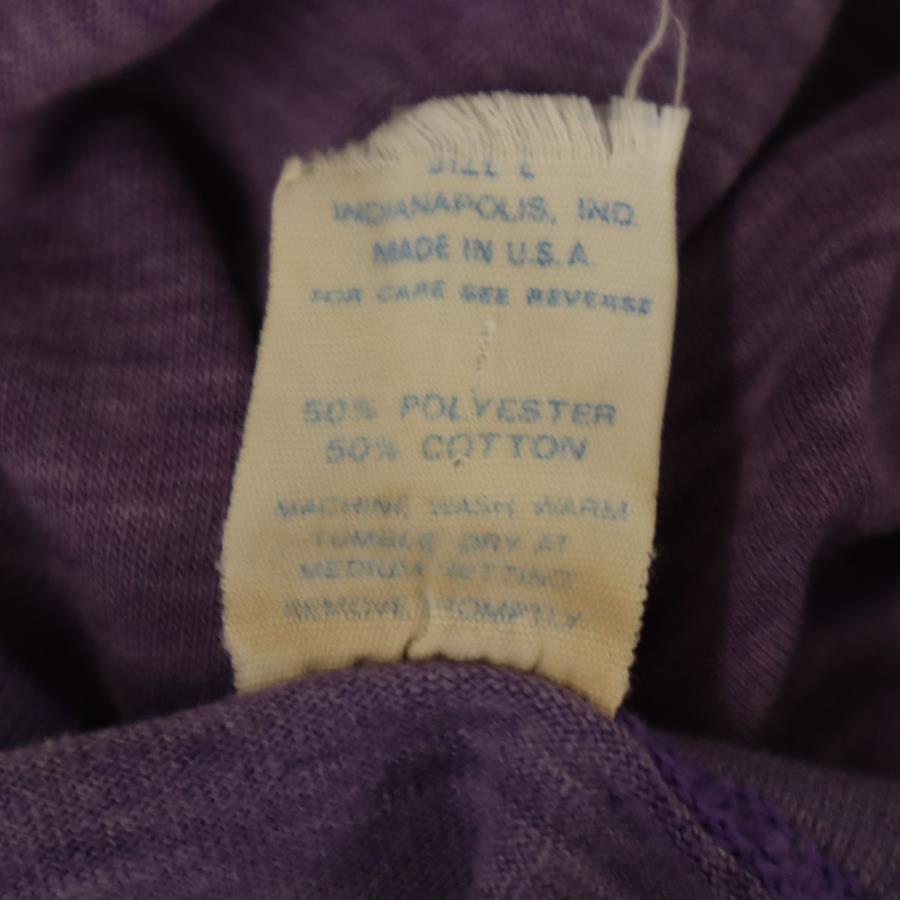 SIZE L
INDIANAPOLIS, IND.
MADE IN U.S.A.
FOR CARE SEE REVERSE
50% POLYESTER
50% COTTON
MACHINE WASH WARM
TUMBLE DRY AT
MEDIUM SETTING
REMOVE PROMPTLY